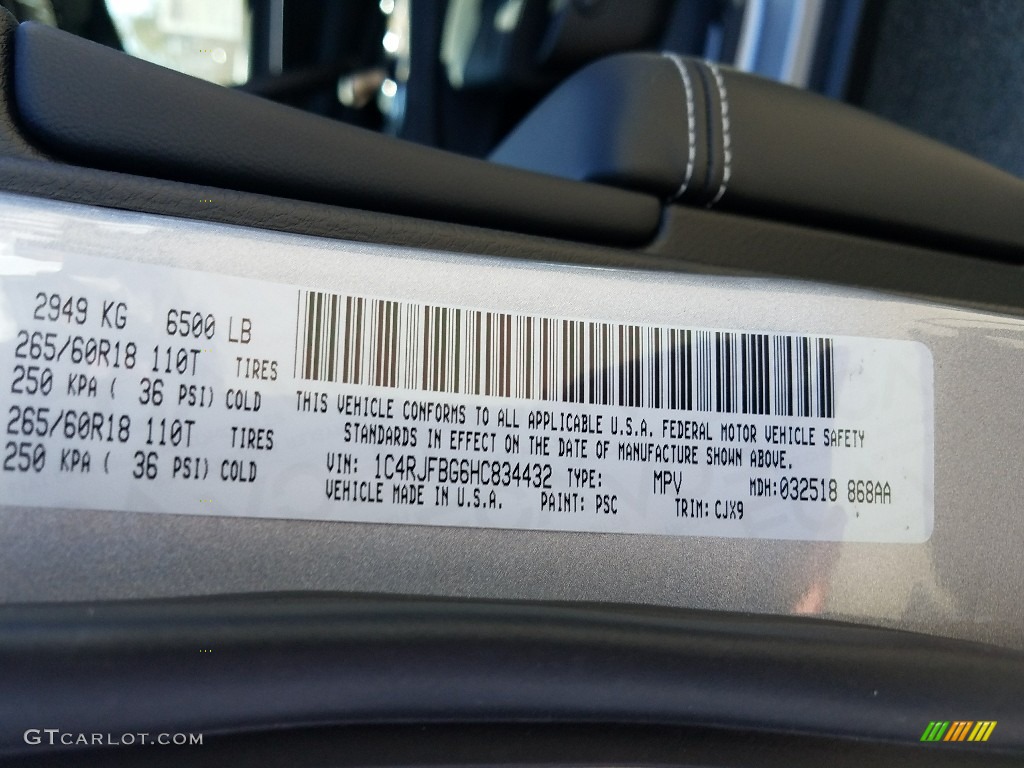 2949 KG 6500 LB
265/60R18 110T TIRES
250 KPA ( 36 PSI) COLD
265/60R18 110T TIRES
250 KPA ( 36 PSI) COLD
THIS VEHICLE CONFORMS TO ALL APPLICABLE U.S.A. FEDERAL MOTOR VEHICLE SAFETY
STANDARDS IN EFFECT ON THE DATE OF MANUFACTURE SHOWN ABOVE.
VIN: 1C4RJFBG6HC834432 TYPE: MPV MDH:032518 868AA
VEHICLE MADE IN U.S.A. PAINT: PSC TRIM: CJX9
GTCARLOT.COM